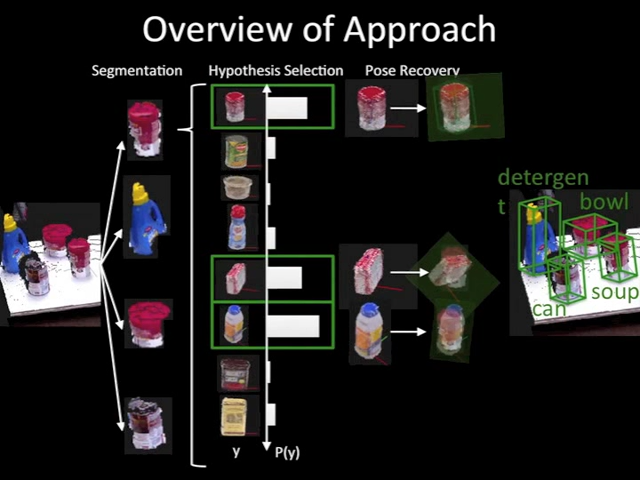 Overview of Approach
Segmentation
Hypothesis Selection
Pose Recovery
detergen
t
bowl
soup
can
y
P(y)